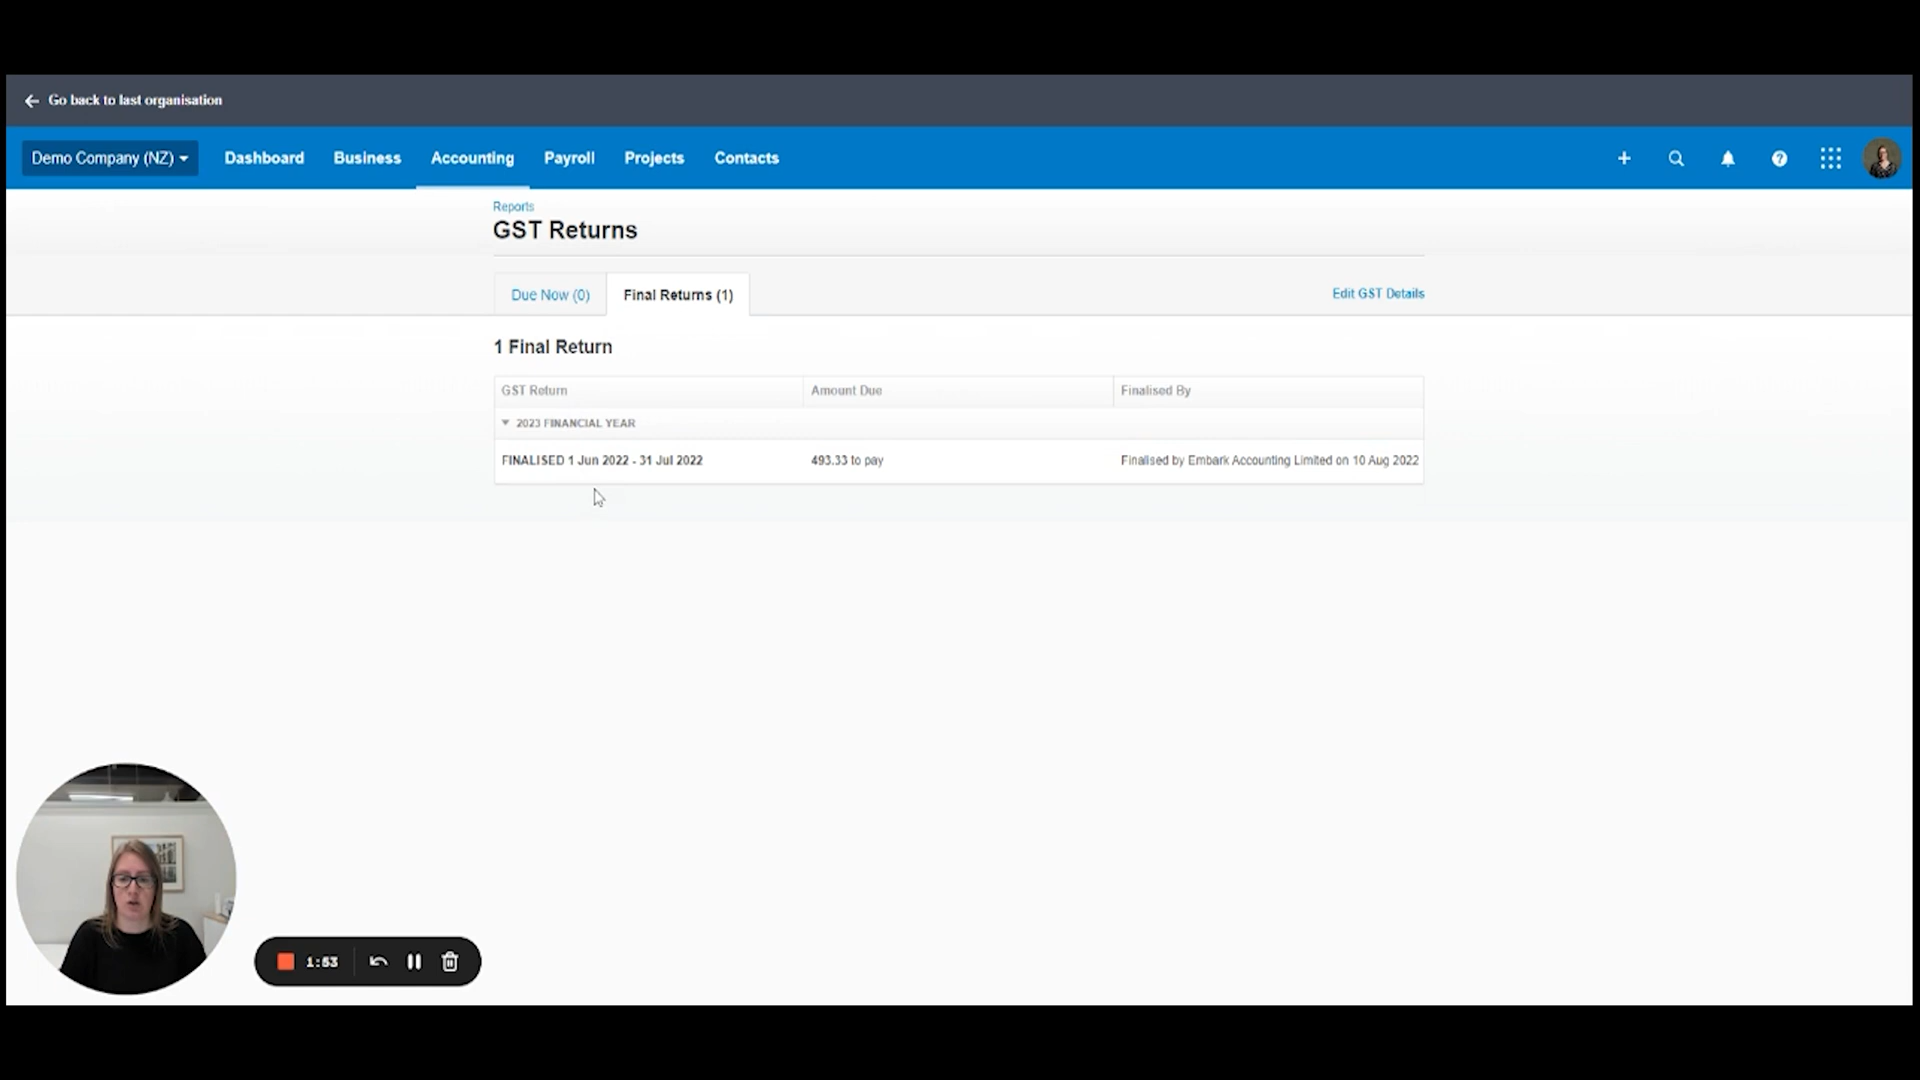 Go back to last organisation
Demo Company (NZ) Dashboard Business Accounting Payroll Projects Contacts
Reports
GST Returns
Due Now (0) Final Returns (1) Edit GST Details
1 Final Return
GST Return Amount Due Finalised By
2023 FINANCIAL YEAR
FINALISED 1 Jun 2022 - 31 Jul 2022 493.33 to pay Finalised by Embark Accounting Limited on 10 Aug 2022
1:53